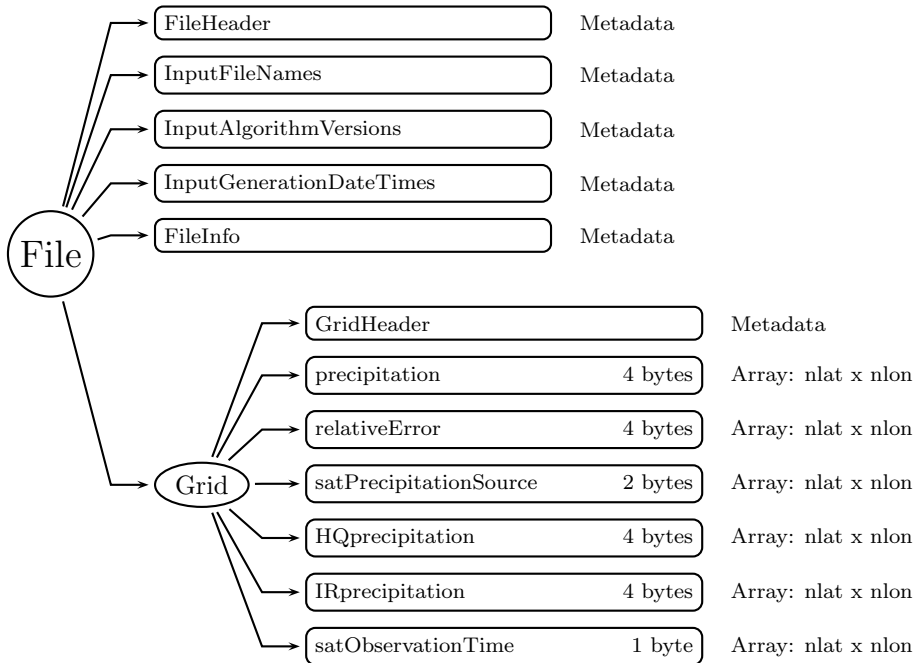 FileHeader Metadata
InputFileNames Metadata
InputAlgorithmVersions Metadata
InputGenerationDateTimes Metadata
FileInfo Metadata
File
GridHeader Metadata
precipitation 4 bytes Array: nlat x nlon
relativeError 4 bytes Array: nlat x nlon
Grid
satPrecipitationSource 2 bytes Array: nlat x nlon
HQprecipitation 4 bytes Array: nlat x nlon
IRprecipitation 4 bytes Array: nlat x nlon
satObservationTime 1 byte Array: nlat x nlon